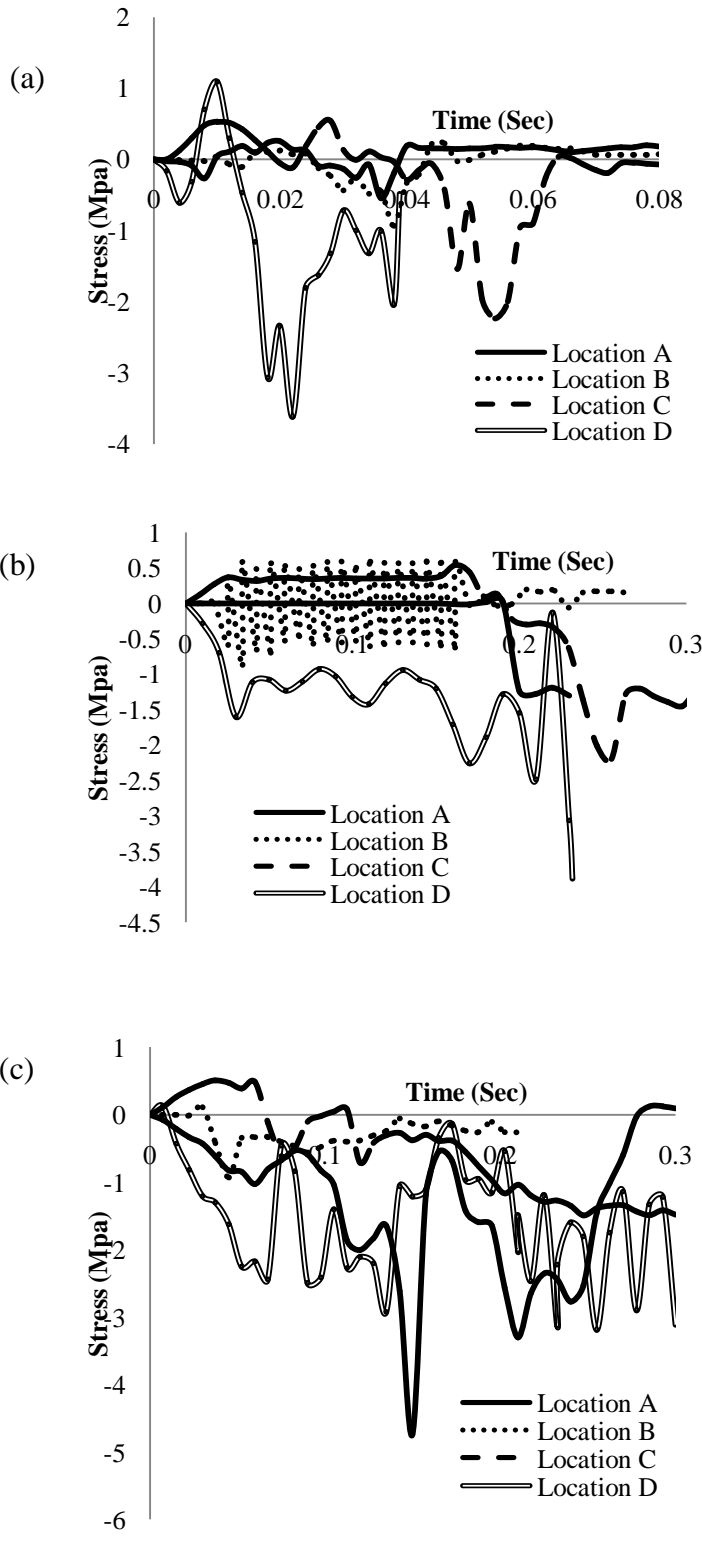 (a)
2
1
0
-1
-2
-3
-4
Stress (Mpa)
Time (Sec)
0 0.02 0.04 0.06 0.08
Location A
Location B
Location C
Location D
(b)
1
0.5
0
-0.5
-1
-1.5
-2
-2.5
-3
-3.5
-4
-4.5
Stress (Mpa)
Time (Sec)
0 0.1 0.2 0.3
Location A
Location B
Location C
Location D
(c)
1
0
-1
-2
-3
-4
-5
-6
Stress (Mpa)
Time (Sec)
0 0.1 0.2 0.3
Location A
Location B
Location C
Location D